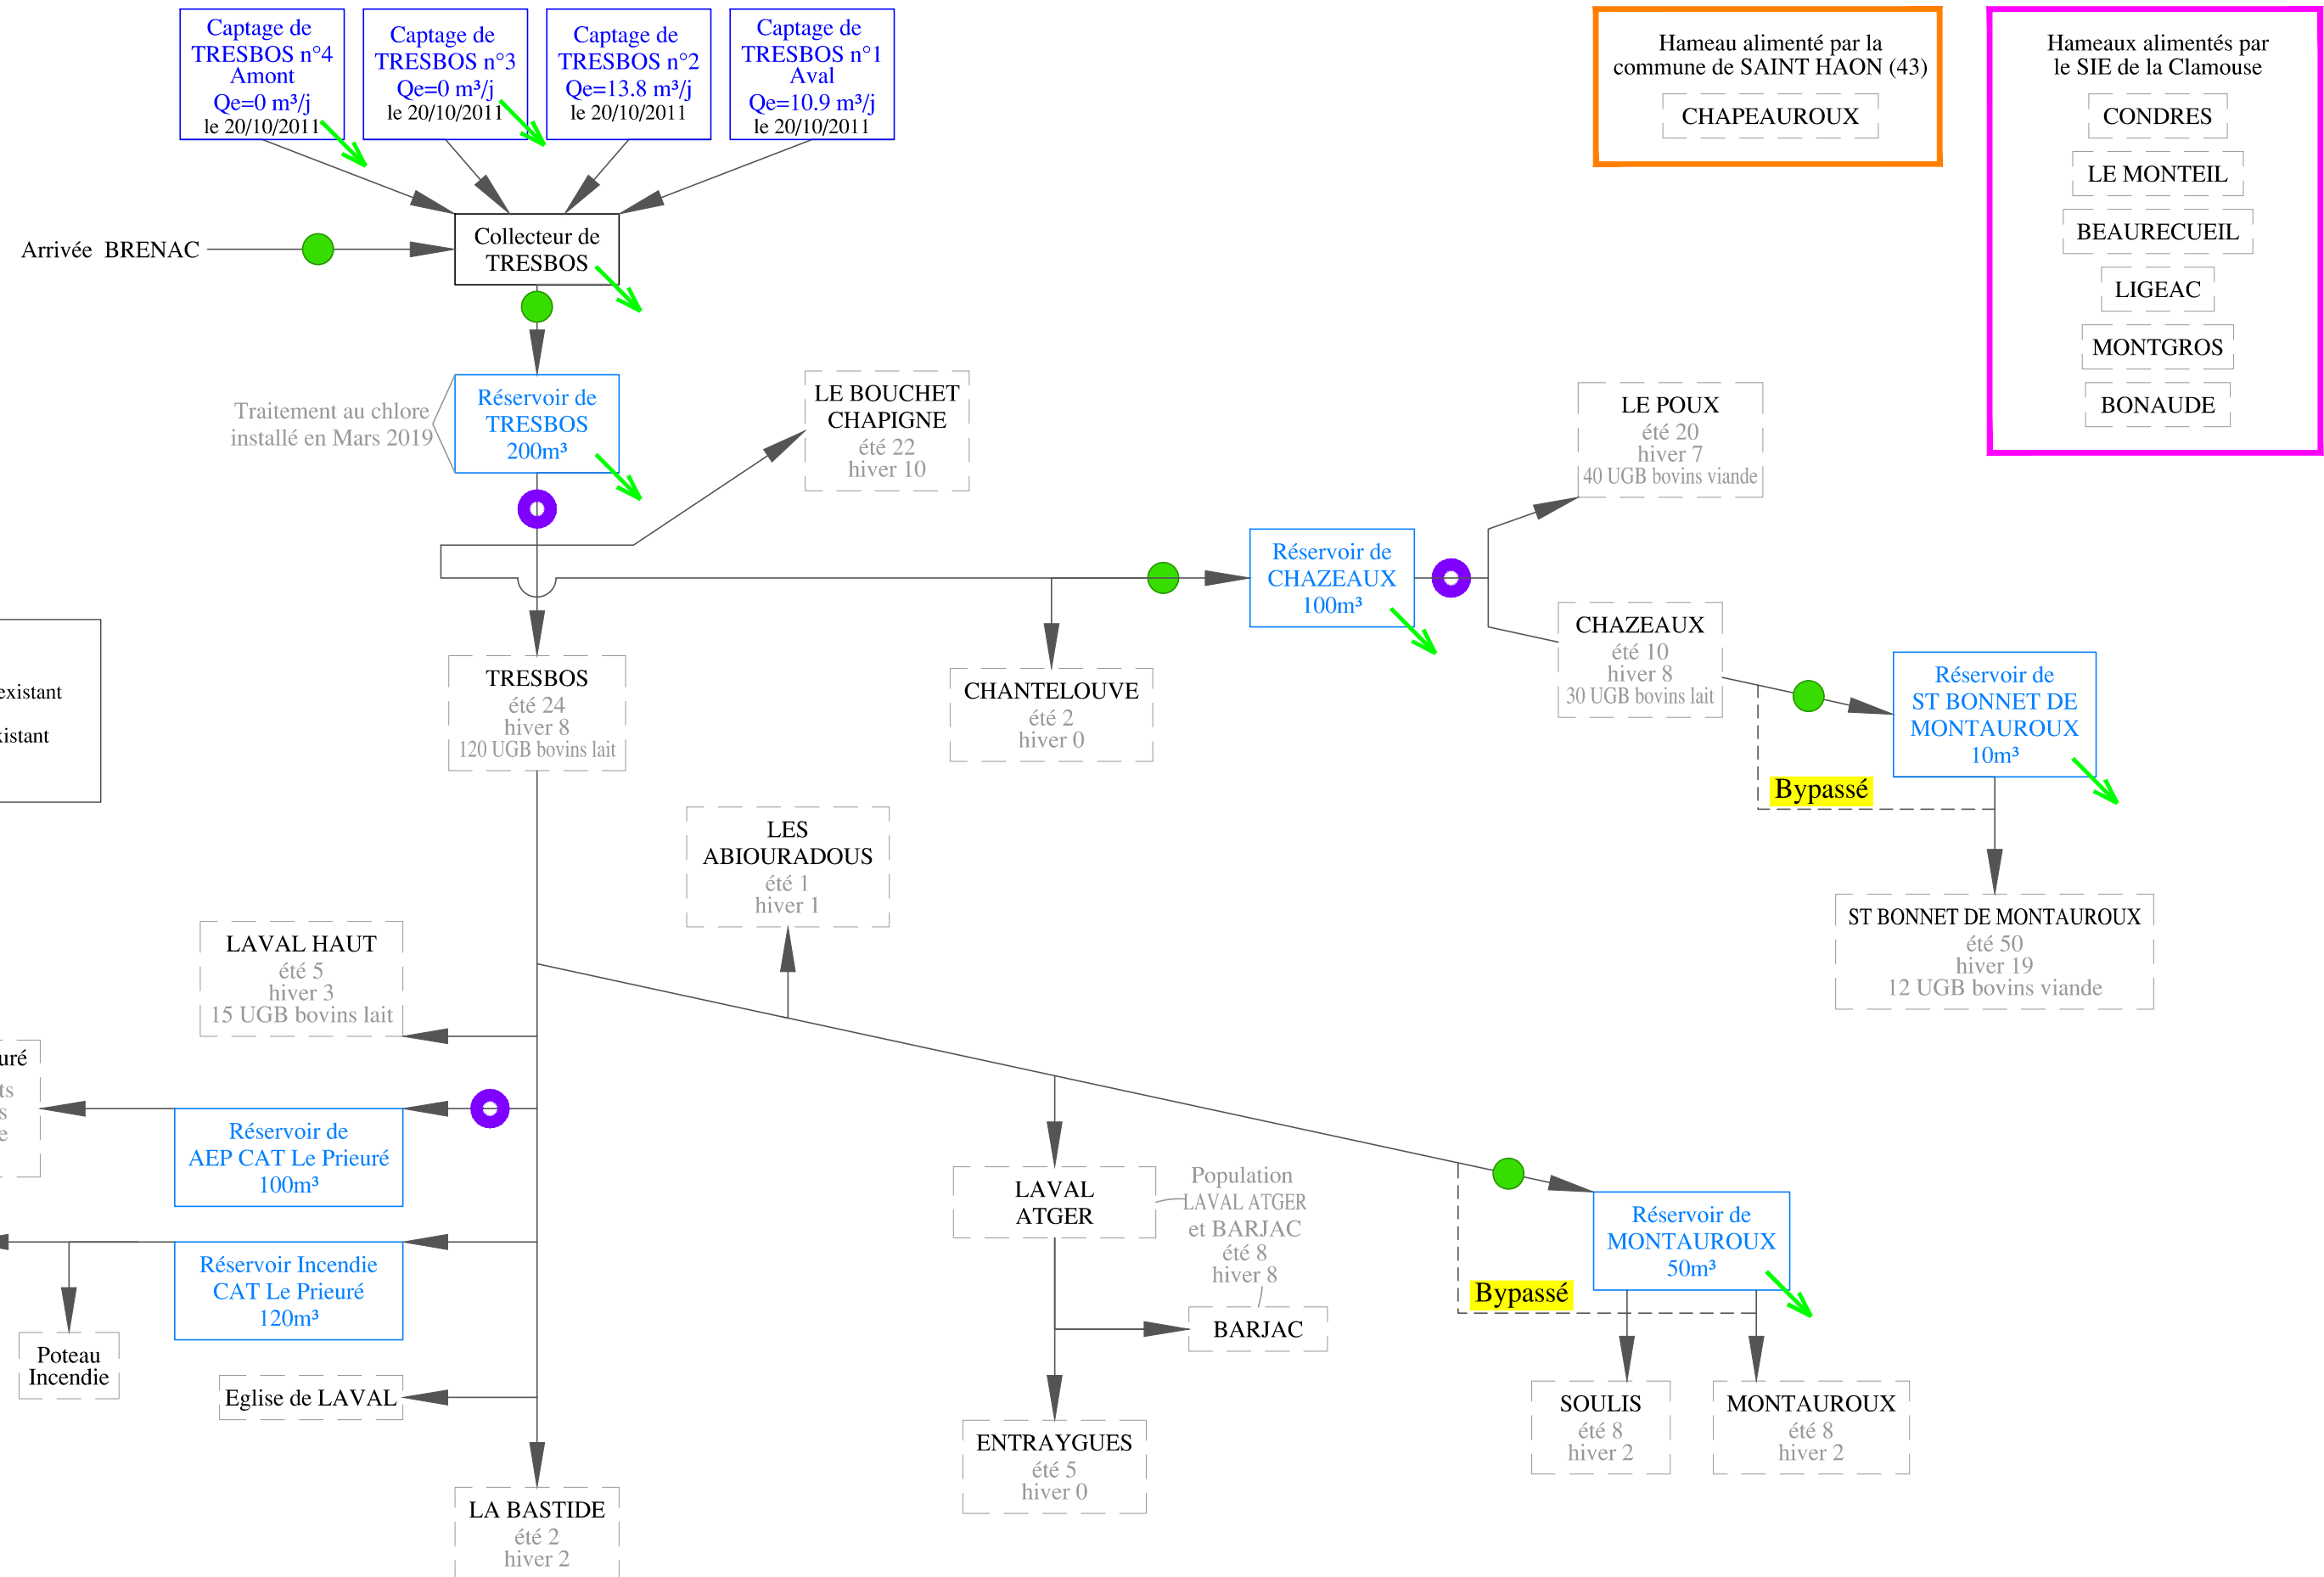 Captage de
TRESBOS n°4
Amont
Qe=0 m³/j
le 20/10/2011
Captage de
TRESBOS n°3
Qe=0 m³/j
le 20/10/2011
Captage de
TRESBOS n°2
Qe=13.8 m³/j
le 20/10/2011
Captage de
TRESBOS n°1
Aval
Qe=10.9 m³/j
le 20/10/2011
Hameau alimenté par la
commune de SAINT HAON (43)
CHAPEAUROUX
Hameaux alimentés par
le SIE de la Clamouse
CONDRES
LE MONTEIL
BEAURECUEIL
LIGEAC
MONTGROS
BONAUDE
Arrivée BRENAC
Collecteur de
TRESBOS
Traitement au chlore
installé en Mars 2019
Réservoir de
TRESBOS
200m³
LE BOUCHET
CHAPIGNE
été 22
hiver 10
LE POUX
été 20
hiver 7
40 UGB bovins viande
Réservoir de
CHAZEAUX
100m³
CHAZEAUX
été 10
hiver 8
30 UGB bovins lait
Réservoir de
ST BONNET DE
MONTAUROUX
10m³
Bypassé
existant
xistant
TRESBOS
été 24
hiver 8
120 UGB bovins lait
CHANTELOUVE
été 2
hiver 0
LES
ABIOURADOUS
été 1
hiver 1
ST BONNET DE MONTAUROUX
été 50
hiver 19
12 UGB bovins viande
LAVAL HAUT
été 5
hiver 3
15 UGB bovins lait
uré
ts
s
e
Réservoir de
AEP CAT Le Prieuré
100m³
Réservoir Incendie
CAT Le Prieuré
120m³
Poteau
Incendie
Eglise de LAVAL
LA BASTIDE
été 2
hiver 2
LAVAL
ATGER
Population
LAVAL ATGER
et BARJAC
été 8
hiver 8
BARJAC
ENTRAYGUES
été 5
hiver 0
Réservoir de
MONTAUROUX
50m³
Bypassé
SOULIS
été 8
hiver 2
MONTAUROUX
été 8
hiver 2